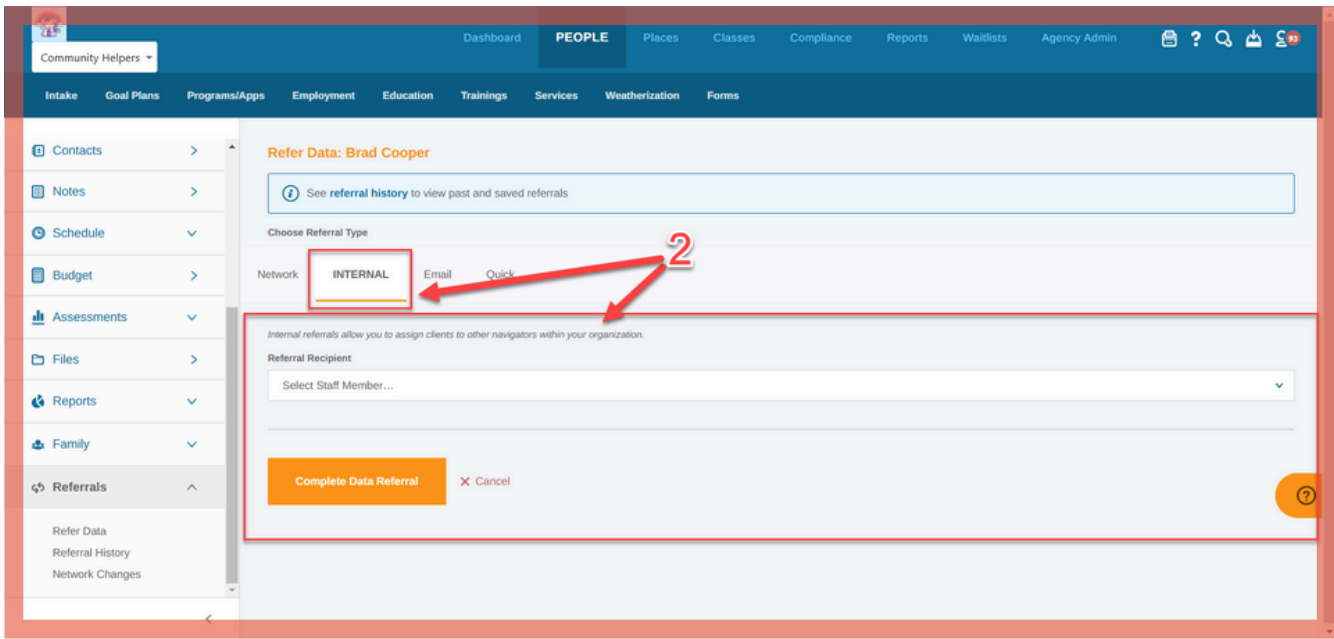 Community Helpers
Dashboard PEOPLE Places Classes Compliance Reports Waitlists Agency Admin ? 93
Intake Goal Plans Programs/Apps Employment Education Trainings Services Weatherization Forms
Contacts
Notes
Schedule
Budget
Assessments
Files
Reports
Family
Referrals
Refer Data
Referral History
Network Changes
Refer Data: Brad Cooper
See referral history to view past and saved referrals
Choose Referral Type
2
Network INTERNAL Email Quick
Internal referrals allow you to assign clients to other navigators within your organization.
Referral Recipient
Select Staff Member...
Complete Data Referral X Cancel
?